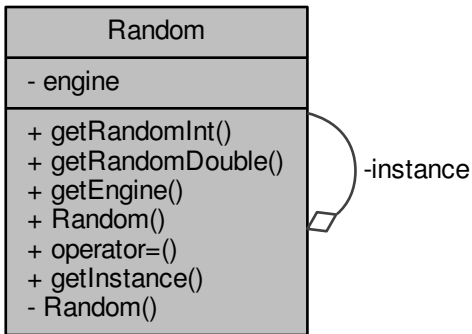 Random
- engine
+ getRandomInt()
+ getRandomDouble()
+ getEngine()
+ Random()
+ operator=()
+ getInstance()
- Random()
-instance